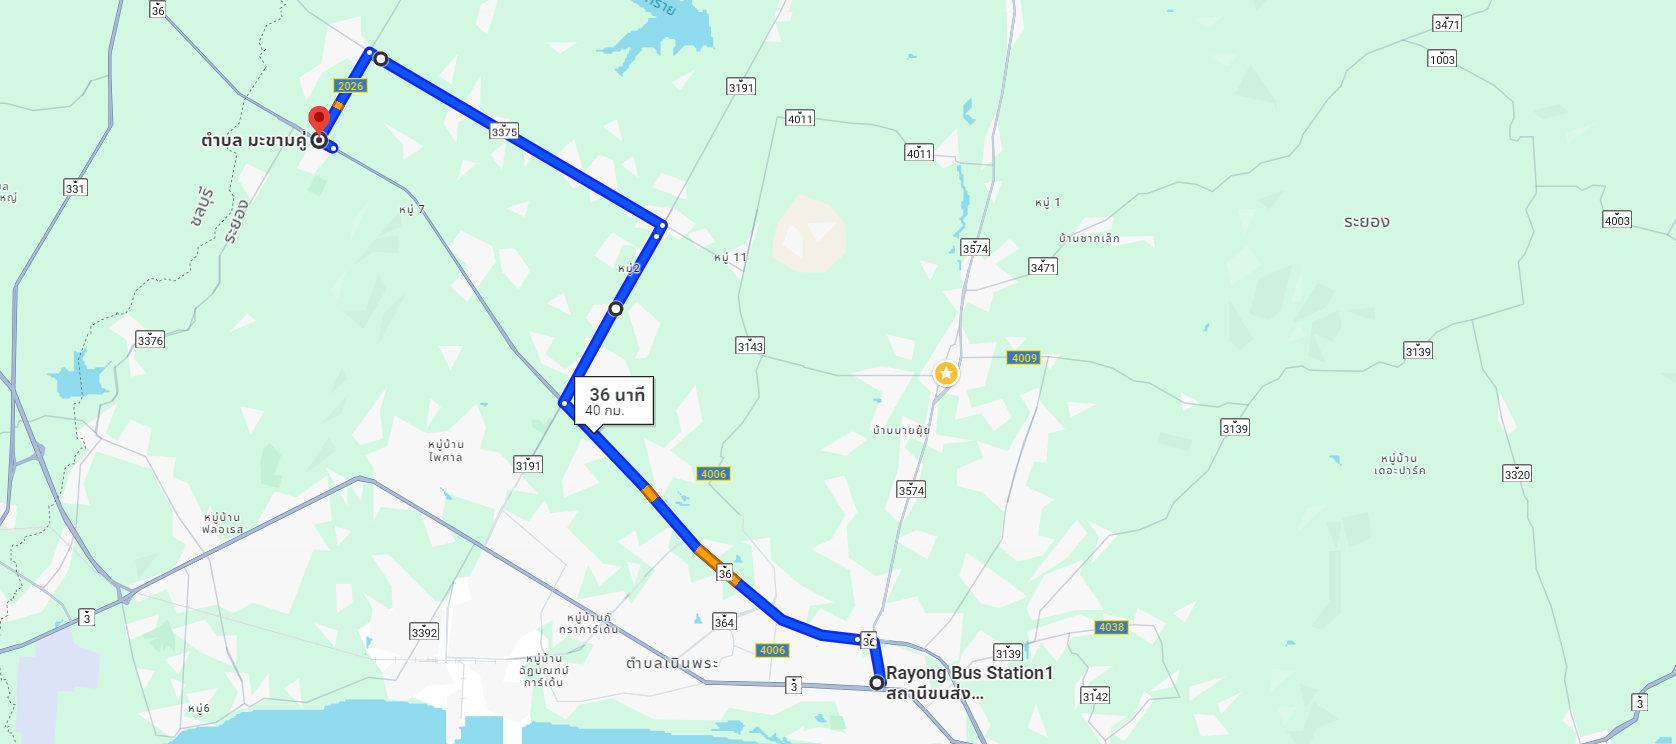 36
3471
1003
3191
2026
4011
3375
ตำบล มะขามคู่
4011
331
ชลบุรี
ระยอง
หมู่ 7
หมู่ 1
ระยอง
4003
บ้านชากเล็ก
3574
หมู่ 11
3471
หมู่2
3376
3143
4009
3139
36 นาที
40 กม.
บ้านนายยุ้ย
3139
หมู่บ้าน
ไพศาล
3191
4006
หมู่บ้าน
เดอะปาร์ค
3320
3574
หมู่บ้าน
ฟลอเรส
36
3
3392
หมู่บ้านภั
ทราการ์เด้น
364
4038
36
4006
3139
หมู่บ้าน
ณัฏฐณฑน์
การ์เด้น
ตำบลเนินพระ
Rayong Bus Station1
สถานีขนส่ง...
3
3142
3
หมู่6